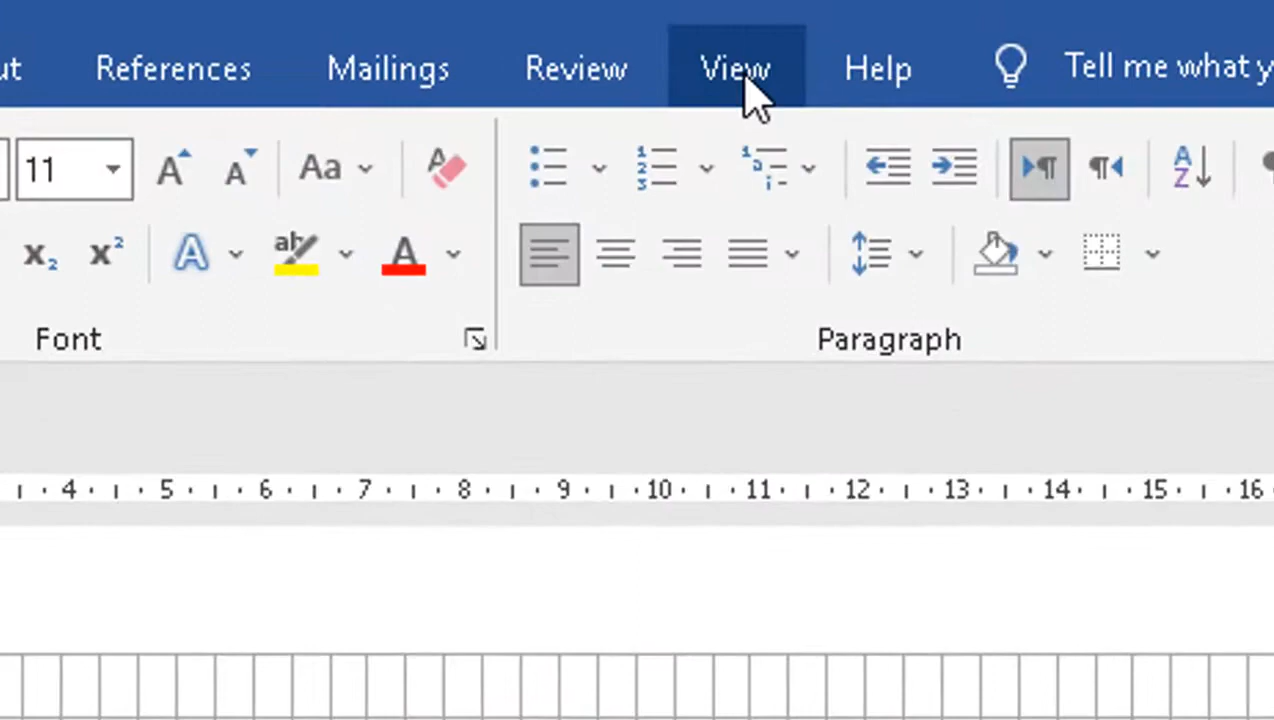 ut References Mailings Review View Help Tell me what y
11 Aa
Font Paragraph
4 5 6 7 8 9 10 11 12 13 14 15 16